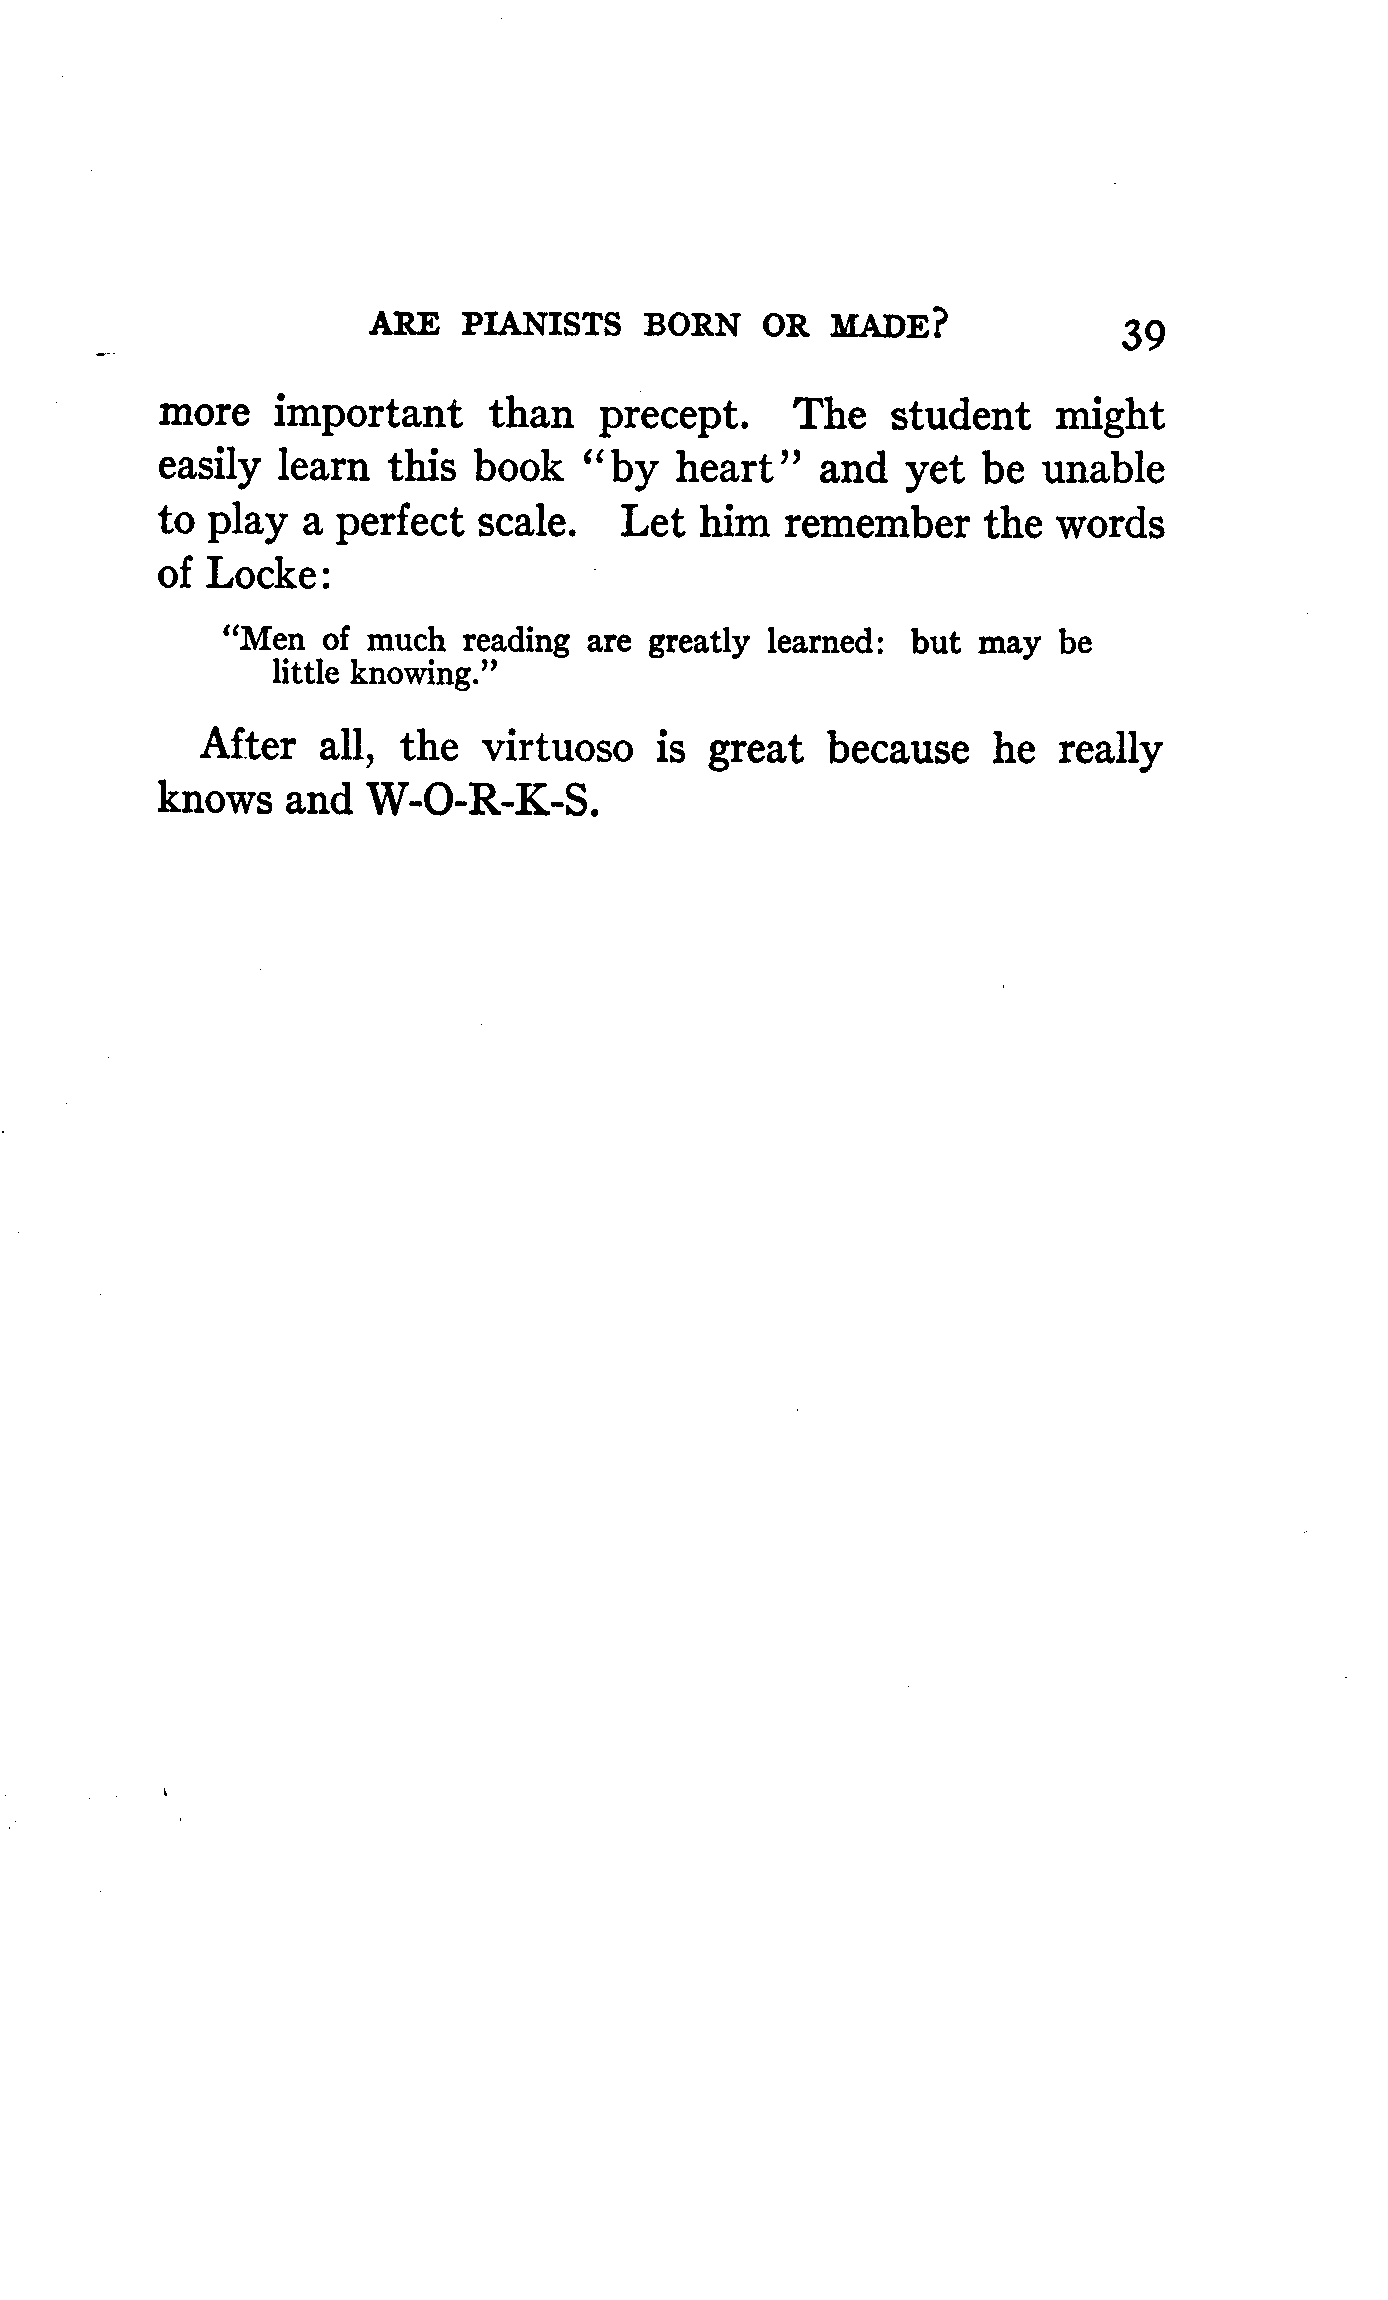 ARE PIANISTS BORN OR MADE? 39
more important than precept. The student might
easily learn this book "by heart" and yet be unable
to play a perfect scale. Let him remember the words
of Locke:
"Men of much reading are greatly learned: but may be
little knowing."
After all, the virtuoso is great because he really
knows and W-O-R-K-S.